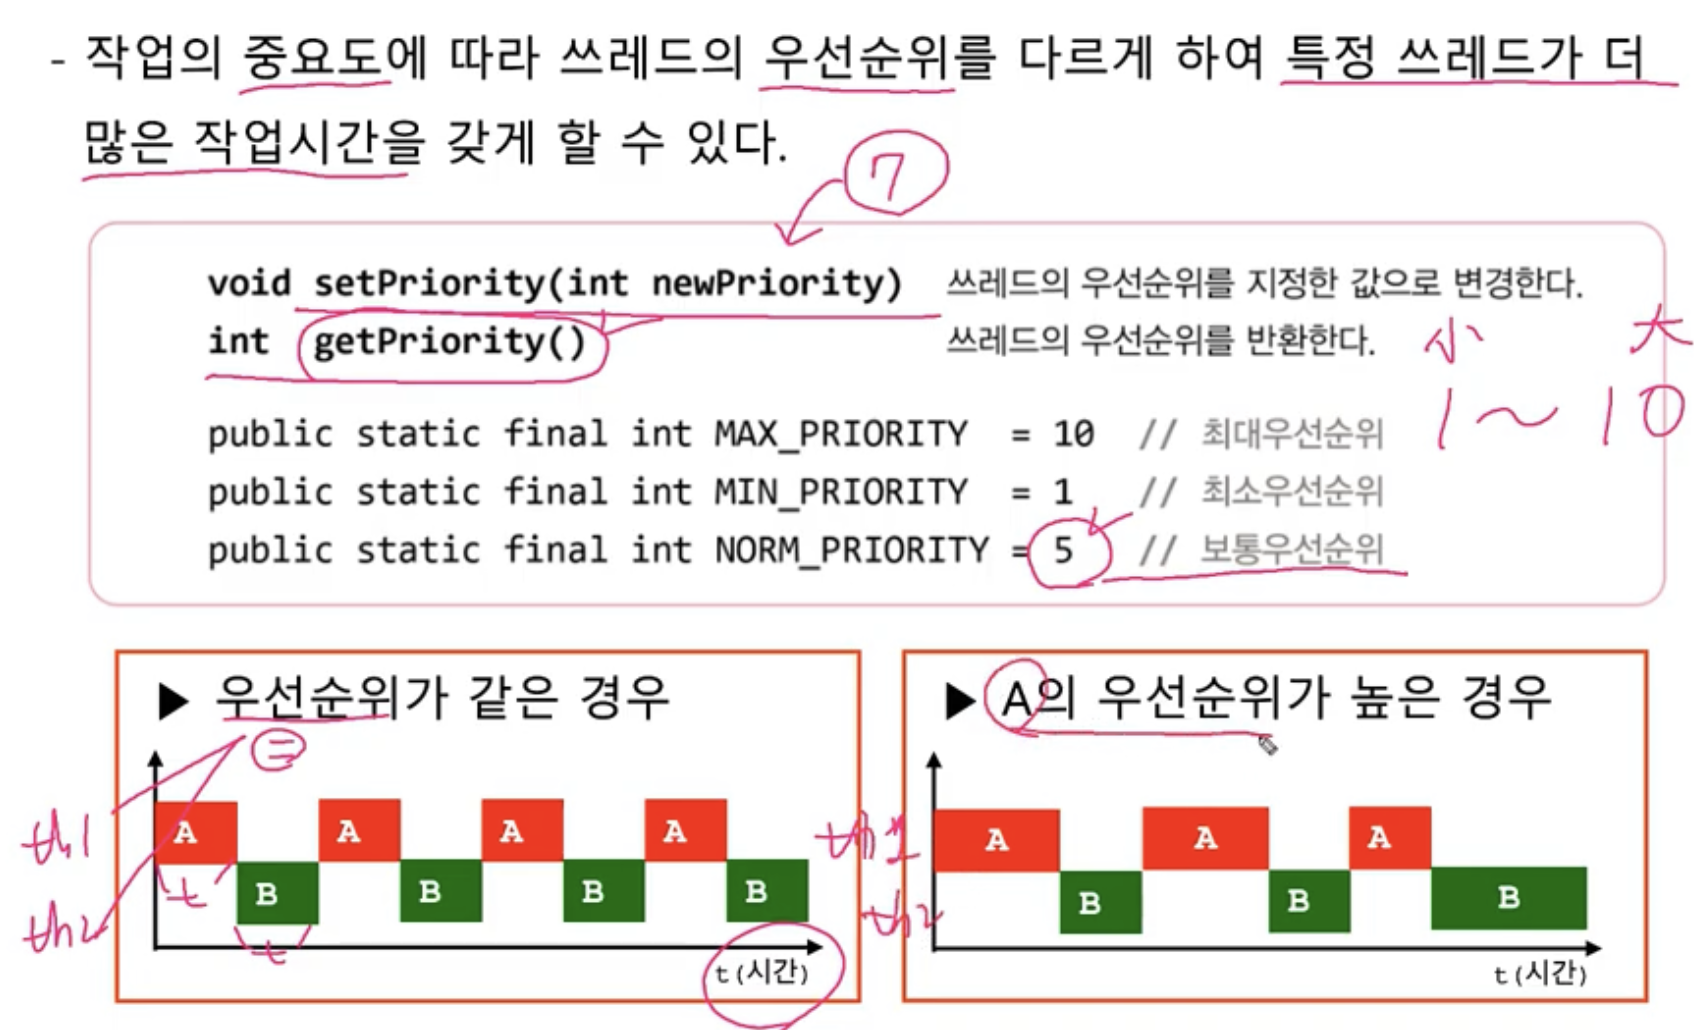 - 작업의 중요도에 따라 쓰레드의 우선순위를 다르게 하여 특정 쓰레드가 더
많은 작업시간을 갖게 할 수 있다.
7
void setPriority(int newPriority) 쓰레드의 우선순위를 지정한 값으로 변경한다.
int getPriority() 쓰레드의 우선순위를 반환한다.
小 大
1 ~ 10
public static final int MAX_PRIORITY = 10 // 최대우선순위
public static final int MIN_PRIORITY = 1 // 최소우선순위
public static final int NORM_PRIORITY = 5 // 보통우선순위
▶ 우선순위가 같은 경우
=
th1
A A A A
t
B B B B
th2
t
t(시간)
▶ A의 우선순위가 높은 경우
th1
A A A
B B B
th2
t(시간)